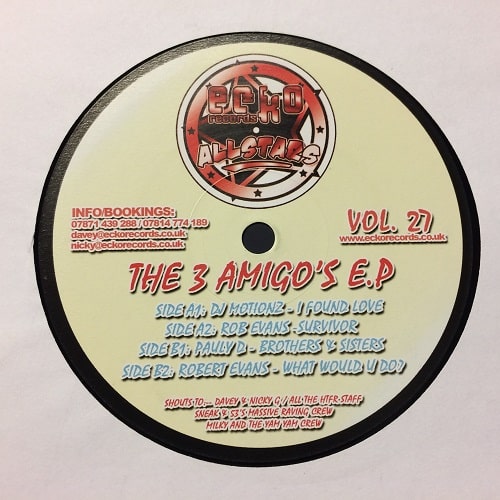 ecko
records
ALLSTARS
INFO/BOOKINGS:
07871 439 288 / 07814 774 189
davey@eckorecords.co.uk
nicky@eckorecords.co.uk
VOL. 27
www.eckorecords.co.uk
THE 3 AMIGO'S E.P
SIDE A1: DJ MOTIONZ - I FOUND LOVE
SIDE A2: ROB EVANS -SURVIVOR
SIDE B1: PAULY D - BROTHERS & SISTERS
SIDE B2: ROBERT EVANS - WHAT WOULD U DO?
SHOUTS TO... DAVEY & NICKY G / ALL THE HTFR STAFF
SNEAK & S3'S MASSIVE RAVING CREW
MILKY AND THE YAM YAM CREW